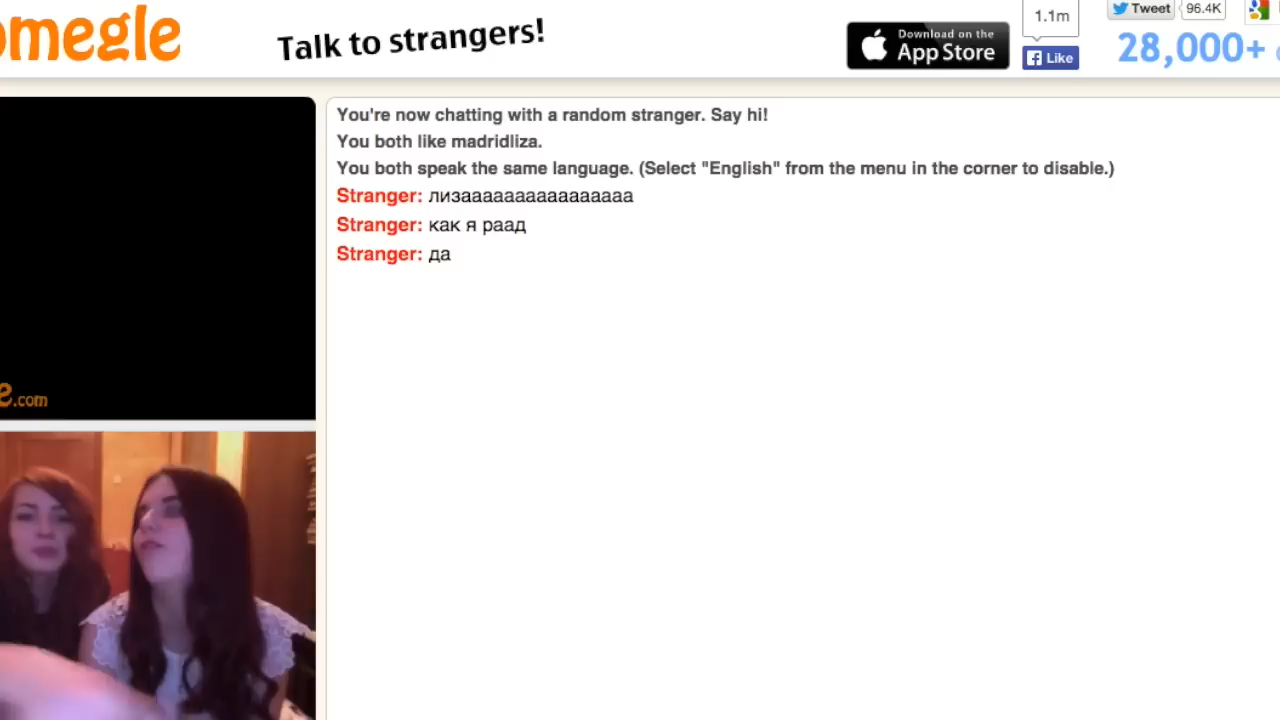 omegle
Talk to strangers!
Download on the
App Store
1.1m
Like
Tweet
96.4K
28,000+
You're now chatting with a random stranger. Say hi!
You both like madridliza.
You both speak the same language. (Select "English" from the menu in the corner to disable.)
Stranger: лизааааааааааааааааа
Stranger: как я раад
Stranger: да
e.com